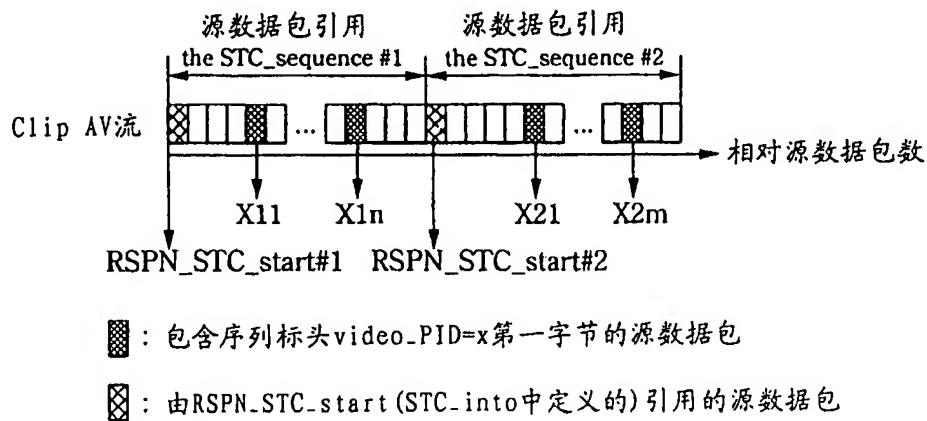 源数据包引用 源数据包引用
the STC_sequence #1 the STC_sequence #2
Clip AV流
...
...
相对源数据包数
X11 X1n X21 X2m
RSPN_STC_start#1 RSPN_STC_start#2
: 包含序列标头video_PID=x第一字节的源数据包
: 由RSPN_STC_start(STC_into中定义的)引用的源数据包